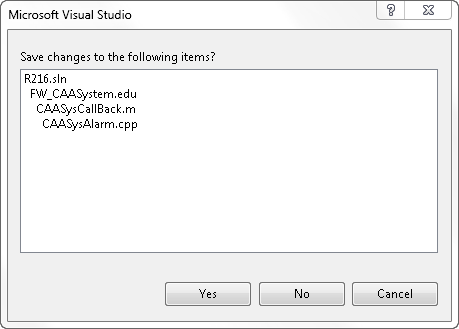 Microsoft Visual Studio
?
Save changes to the following items?
R216.sln
FW_CAASystem.edu
CAASysCallBack.m
CAASysAlarm.cpp
Yes No Cancel